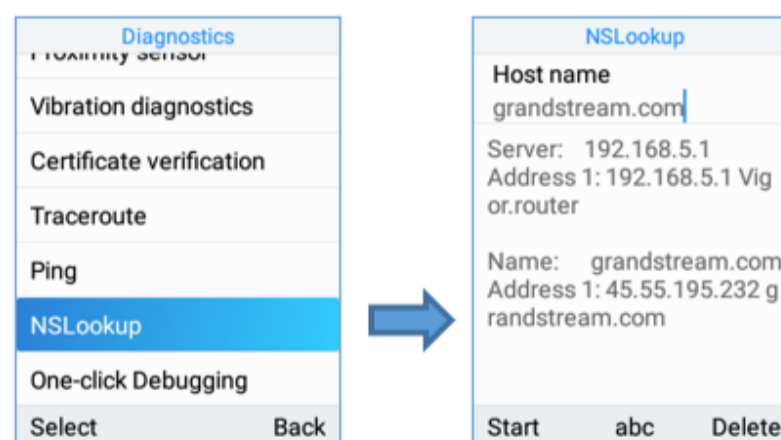 Diagnostics
Proximity sensor
Vibration diagnostics
Certificate verification
Traceroute
Ping
NSLookup
One-click Debugging
Select Back
NSLookup
Host name
grandstream.com
Server: 192.168.5.1
Address 1: 192.168.5.1 Vig
or.router
Name: grandstream.com
Address 1: 45.55.195.232 g
randstream.com
Start abc Delete